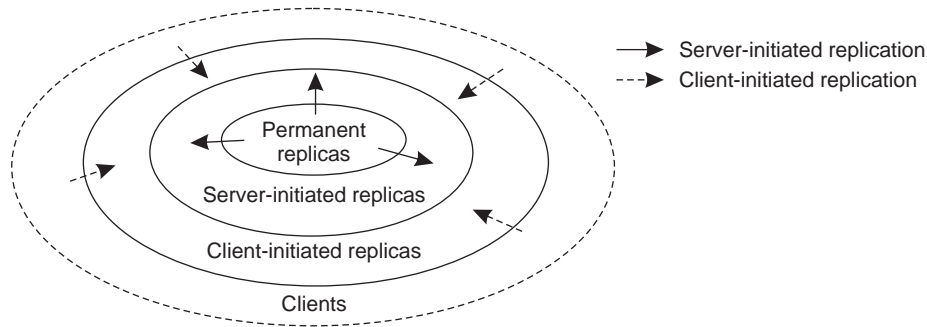 Server-initiated replication
Client-initiated replication
Permanent
replicas
Server-initiated replicas
Client-initiated replicas
Clients